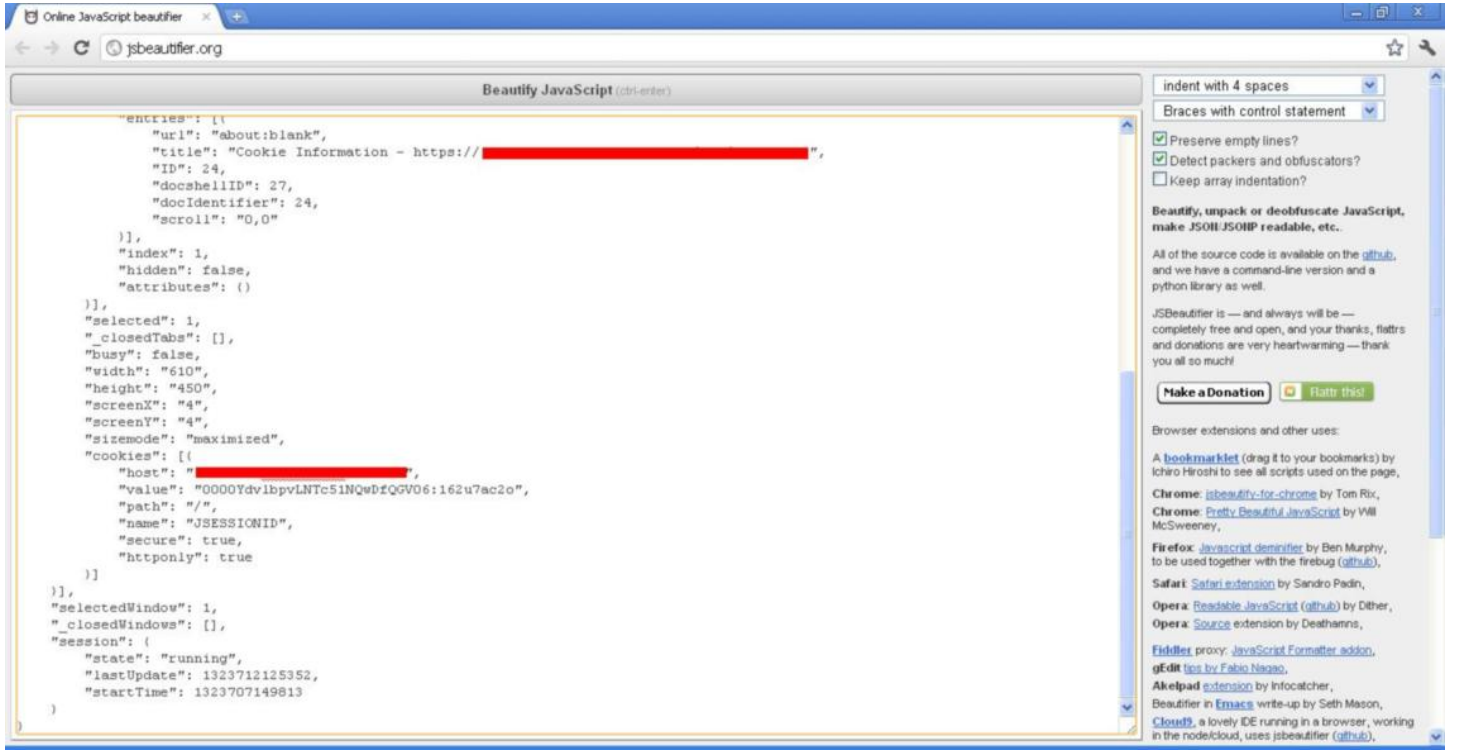 Online JavaScript beautifier
jsbeautifier.org
Beautify JavaScript (ctrl-enter)
"entries": [{
"url": "about:blank",
"title": "Cookie Information - https:// ",
"ID": 24,
"docshellID": 27,
"docIdentifier": 24,
"scroll": "0,0"
}],
"index": 1,
"hidden": false,
"attributes": {}
}],
"selected": 1,
"_closedTabs": [],
"busy": false,
"width": "610",
"height": "450",
"screenX": "4",
"screenY": "4",
"sizemode": "maximized",
"cookies": [{
"host": " ",
"value": "0000YdvlbpvLNTc51NQwDfQGVO6:162u7ac2o",
"path": "/",
"name": "JSESSIONID",
"secure": true,
"httponly": true
}]
}],
"selectedWindow": 1,
"_closedWindows": [],
"session": {
"state": "running",
"lastUpdate": 1323712125352,
"startTime": 1323707149813
}
}
indent with 4 spaces
Braces with control statement
Preserve empty lines?
Detect packers and obfuscators?
Keep array indentation?
Beautify, unpack or deobfuscate JavaScript,
make JSON/JSONP readable, etc.
All of the source code is available on the github,
and we have a command-line version and a
python library as well.
JSBeautifier is — and always will be —
completely free and open, and your thanks, flattrs
and donations are very heartwarming — thank
you all so much!
Make a Donation
Flattr this!
Browser extensions and other uses:
A bookmarklet (drag it to your bookmarks) by
Ichiro Hiroshi to see all scripts used on the page,
Chrome: jsbeautify-for-chrome by Tom Rix,
Chrome: Pretty Beautiful JavaScript by Will
McSweeney,
Firefox: Javascript deminifier by Ben Murphy,
to be used together with the firebug (github),
Safari: Safari extension by Sandro Padin,
Opera: Readable JavaScript (github) by Dither,
Opera: Source extension by Deathamns,
Fiddler proxy: JavaScript Formatter addon,
gEdit tips by Fabio Nagao,
Akelpad extension by Infocatcher,
Beautifier in Emacs write-up by Seth Mason,
Cloud9, a lovely IDE running in a browser, working
in the node/cloud, uses jsbeautifier (github),